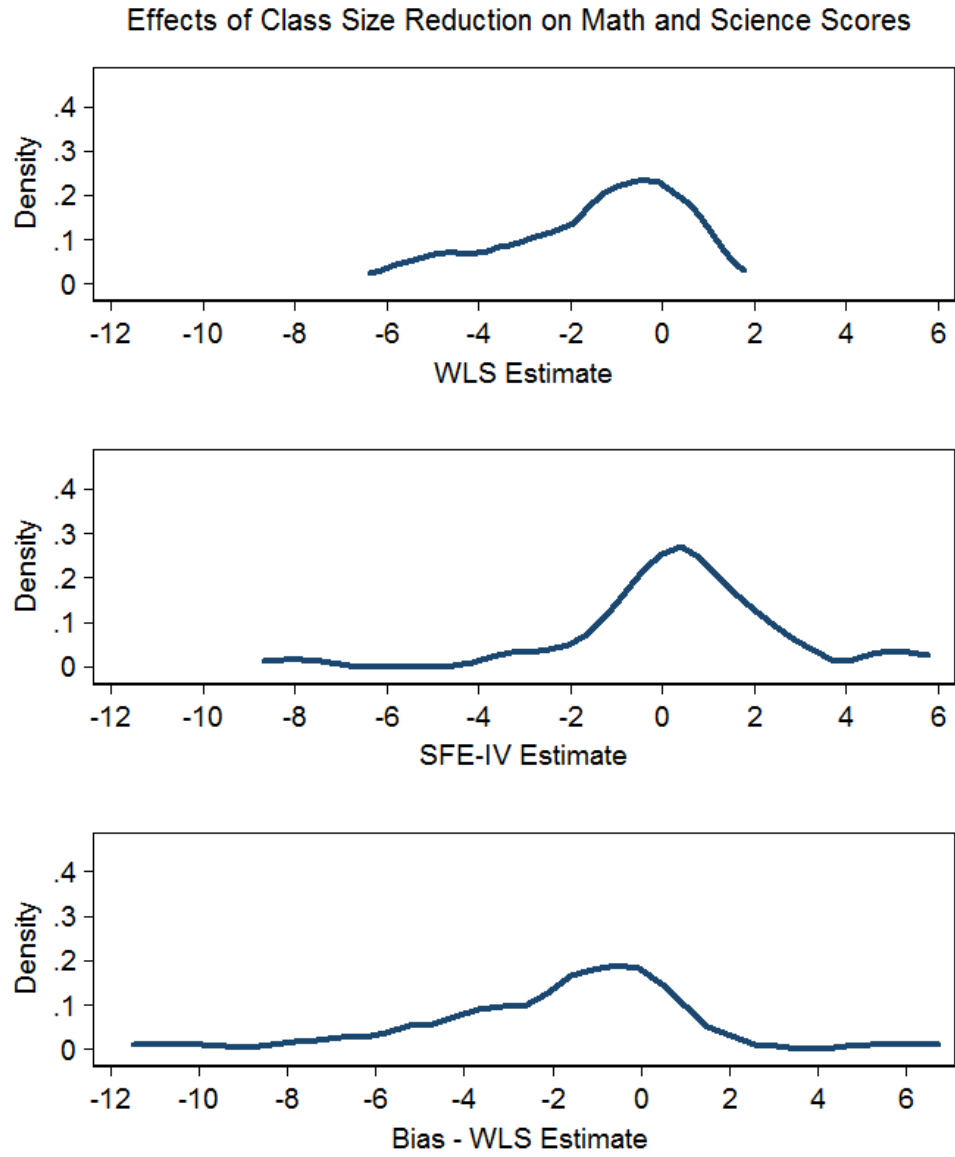 Effects of Class Size Reduction on Math and Science Scores
Density
.4
.3
.2
.1
0
-12 -10 -8 -6 -4 -2 0 2 4 6
WLS Estimate
Density
.4
.3
.2
.1
0
-12 -10 -8 -6 -4 -2 0 2 4 6
SFE-IV Estimate
Density
.4
.3
.2
.1
0
-12 -10 -8 -6 -4 -2 0 2 4 6
Bias - WLS Estimate